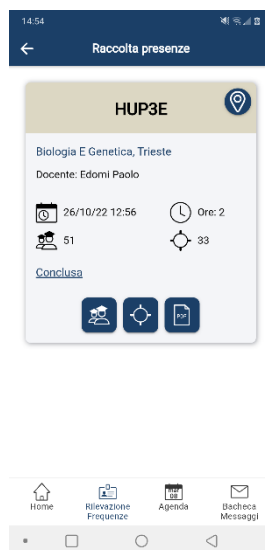 14:54
Raccolta presenze
HUP3E
Biologia E Genetica, Trieste
Docente: Edomi Paolo
26/10/22 12:56
Ore: 2
51
33
Conclusa
PDF
Home
Rilevazione
Frequenze
Agenda
Bacheca
Messaggi